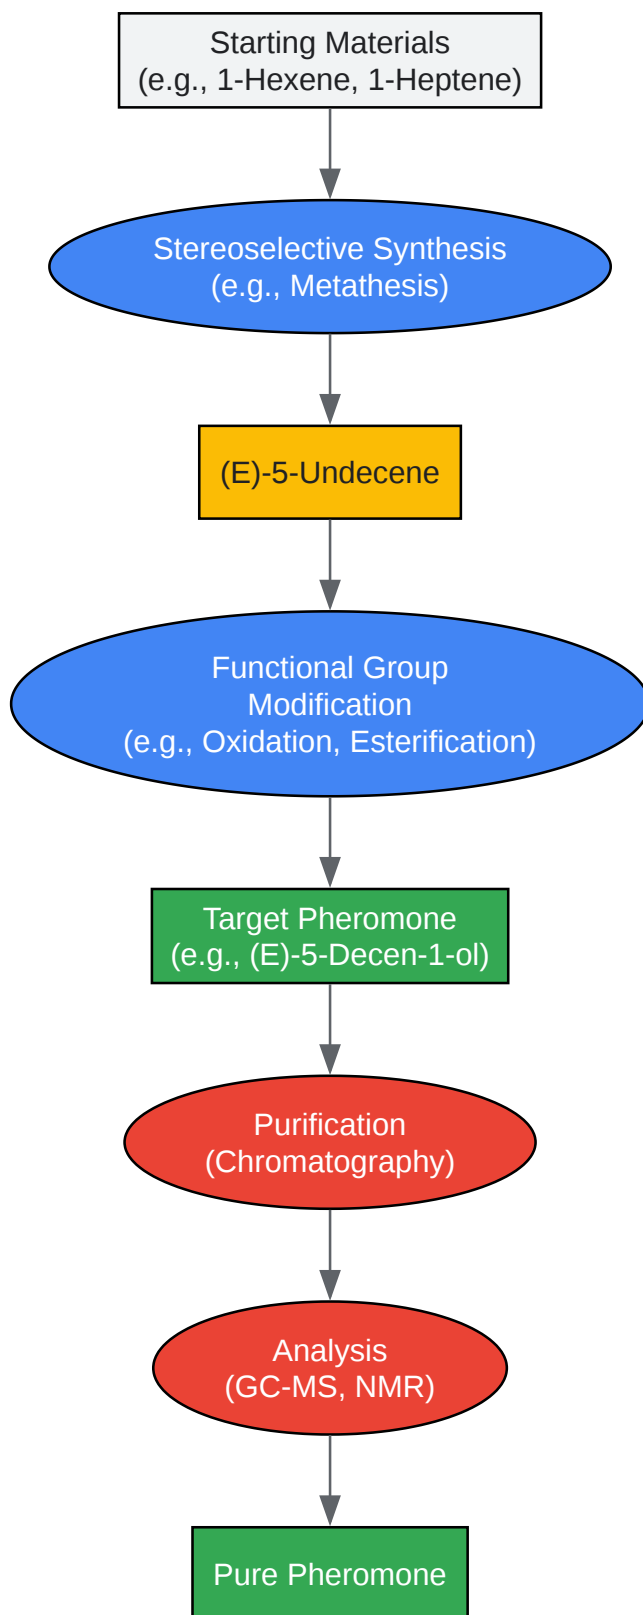 Starting Materials
(e.g., 1-Hexene, 1-Heptene)
Stereoselective Synthesis
(e.g., Metathesis)
(E)-5-Undecene
Functional Group
Modification
(e.g., Oxidation, Esterification)
Target Pheromone
(e.g., (E)-5-Decen-1-ol)
Purification
(Chromatography)
Analysis
(GC-MS, NMR)
Pure Pheromone